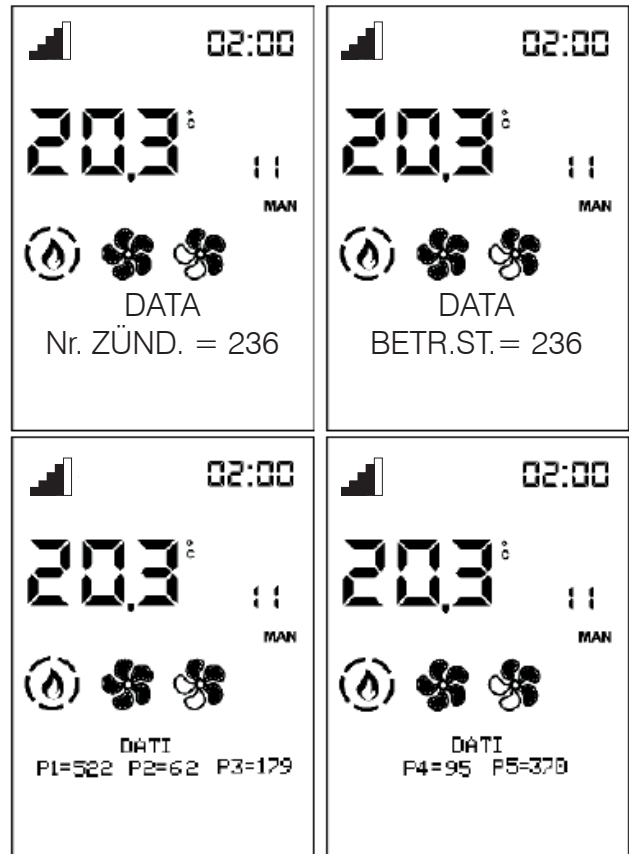 02:00
20,3 °C
11
MAN
DATA
Nr. ZÜND. = 236
02:00
20,3 °C
11
MAN
DATA
BETR.ST.= 236
02:00
20,3 °C
11
MAN
DATI
P1=522 P2=62 P3=179
02:00
20,3 °C
11
MAN
DATI
P4=95 P5=370